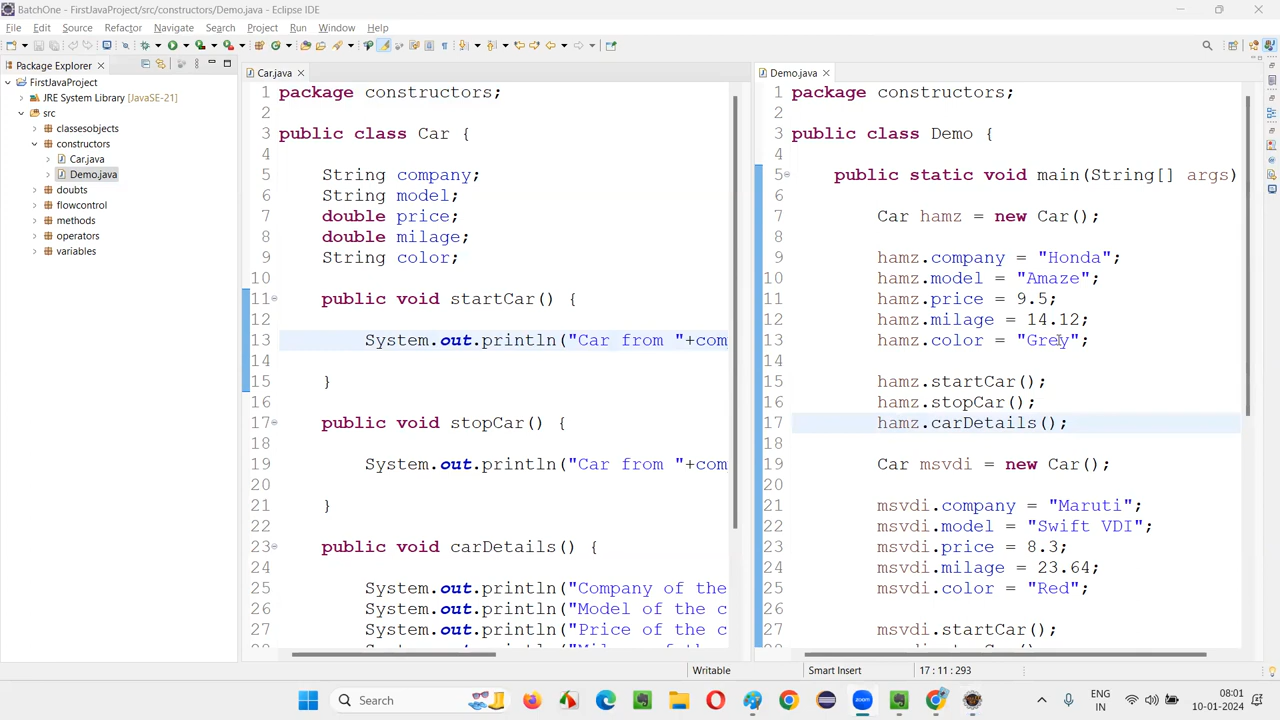 BatchOne - FirstJavaProject/src/constructors/Demo.java - Eclipse IDE
File Edit Source Refactor Navigate Search Project Run Window Help
Package Explorer
FirstJavaProject
JRE System Library [JavaSE-21]
src
classesobjects
constructors
Car.java
Demo.java
doubts
flowcontrol
methods
operators
variables
Car.java
1 package constructors;
2
3 public class Car {
4
5 String company;
6 String model;
7 double price;
8 double milage;
9 String color;
10
11 public void startCar() {
12
13 System.out.println("Car from "+com
14
15 }
16
17 public void stopCar() {
18
19 System.out.println("Car from "+com
20
21 }
22
23 public void carDetails() {
24
25 System.out.println("Company of the
26 System.out.println("Model of the c
27 System.out.println("Price of the c
Demo.java
1 package constructors;
2
3 public class Demo {
4
5 public static void main(String[] args)
6
7 Car hamz = new Car();
8
9 hamz.company = "Honda";
10 hamz.model = "Amaze";
11 hamz.price = 9.5;
12 hamz.milage = 14.12;
13 hamz.color = "Grey";
14
15 hamz.startCar();
16 hamz.stopCar();
17 hamz.carDetails();
18
19 Car msvdi = new Car();
20
21 msvdi.company = "Maruti";
22 msvdi.model = "Swift VDI";
23 msvdi.price = 8.3;
24 msvdi.milage = 23.64;
25 msvdi.color = "Red";
26
27 msvdi.startCar();
Writable Smart Insert 17 : 11 : 293
Search
zoom
ENG
IN
08:01
10-01-2024